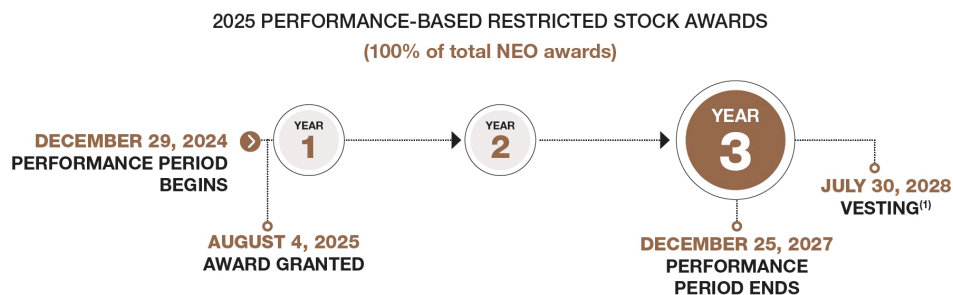 2025 PERFORMANCE-BASED RESTRICTED STOCK AWARDS
(100% of total NEO awards)
DECEMBER 29, 2024
PERFORMANCE PERIOD
BEGINS
AUGUST 4, 2025
AWARD GRANTED
YEAR
1
YEAR
2
YEAR
3
DECEMBER 25, 2027
PERFORMANCE
PERIOD ENDS
JULY 30, 2028
VESTING(1)